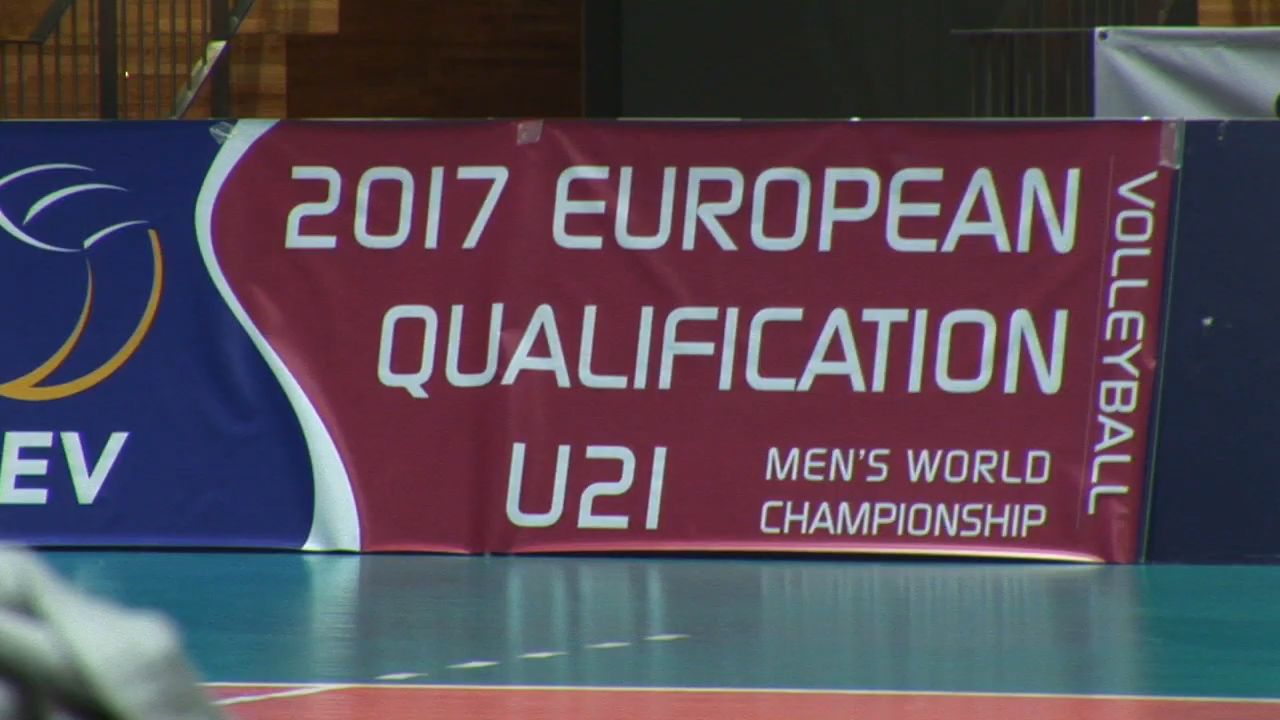 EV
2017 EUROPEAN
QUALIFICATION
U21
MEN'S WORLD
CHAMPIONSHIP
VOLLEYBALL